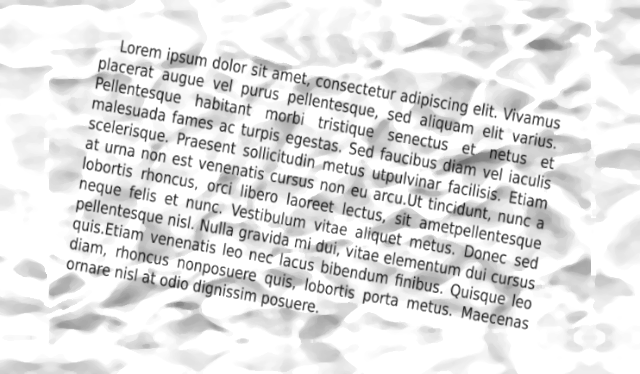 Lorem ipsum dolor sit amet, consectetur adipiscing elit. Vivamus
placerat augue vel purus pellentesque, sed aliquam elit varius.
Pellentesque habitant morbi tristique senectus et netus et
malesuada fames ac turpis egestas. Sed faucibus diam vel iaculis
scelerisque. Praesent sollicitudin metus utpulvinar facilisis. Etiam
at urna non est venenatis cursus non eu arcu.Ut tincidunt, nunc a
lobortis rhoncus, orci libero laoreet lectus, sit ametpellentesque
neque felis et nunc. Vestibulum vitae aliquet metus. Donec sed
pellentesque nisl. Nulla gravida mi dui, vitae elementum dui cursus
quis.Etiam venenatis leo nec lacus bibendum finibus. Quisque leo
diam, rhoncus nonposuere quis, lobortis porta metus. Maecenas
ornare nisl at odio dignissim posuere.